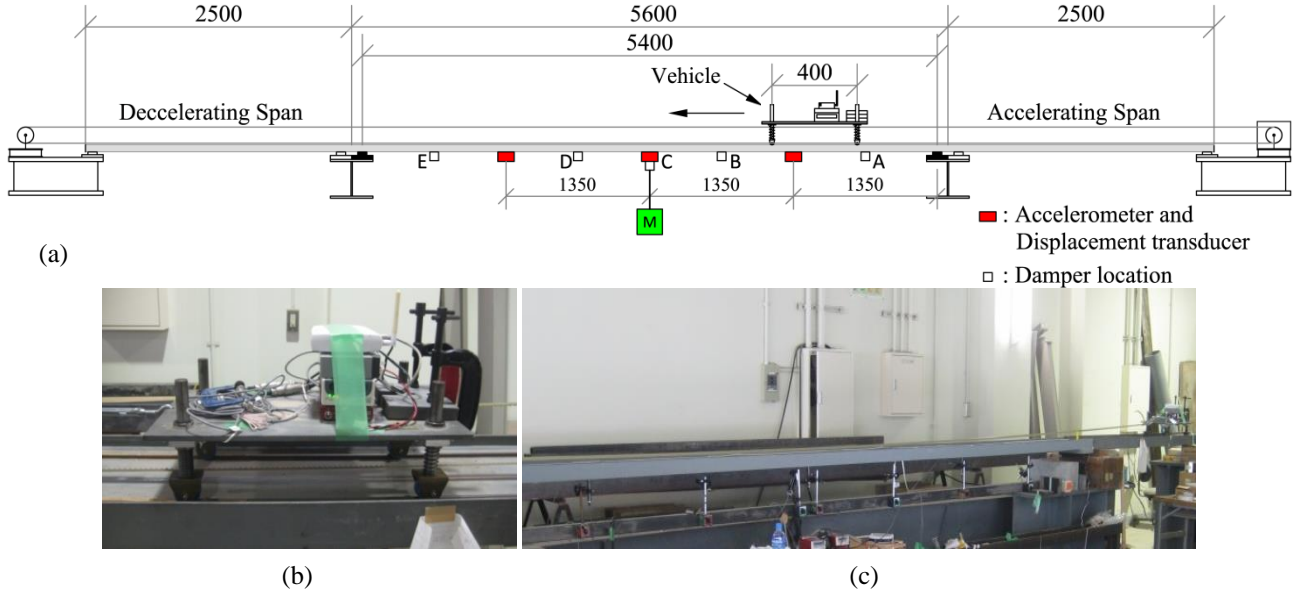 2500 5600 2500
5400
Vehicle 400
Deccelerating Span Accelerating Span
E D C B A
1350 1350 1350
M
: Accelerometer and
Displacement transducer
(a)
: Damper location
(b) (c)